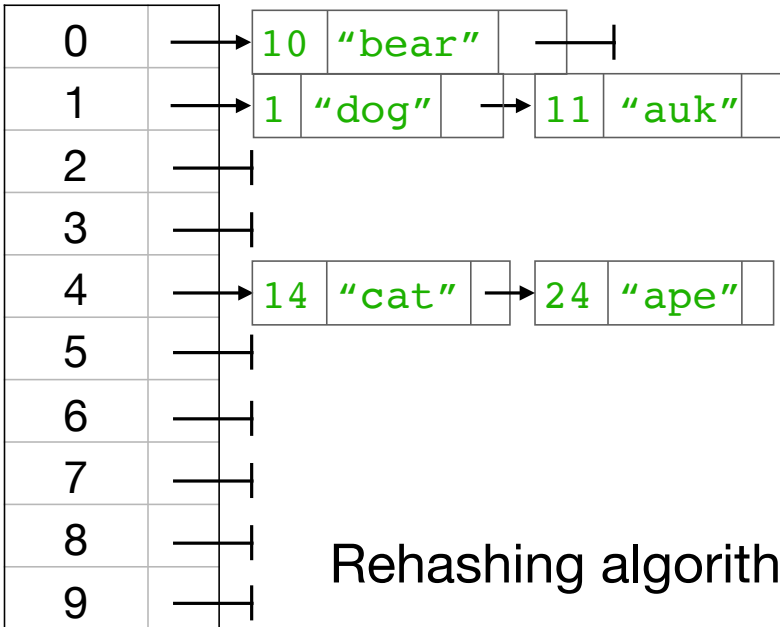 0 10 “bear”
1 1 “dog” 11 “auk”
2
3
4 14 “cat” 24 “ape”
5
6
7
8
9
Rehashing algorith